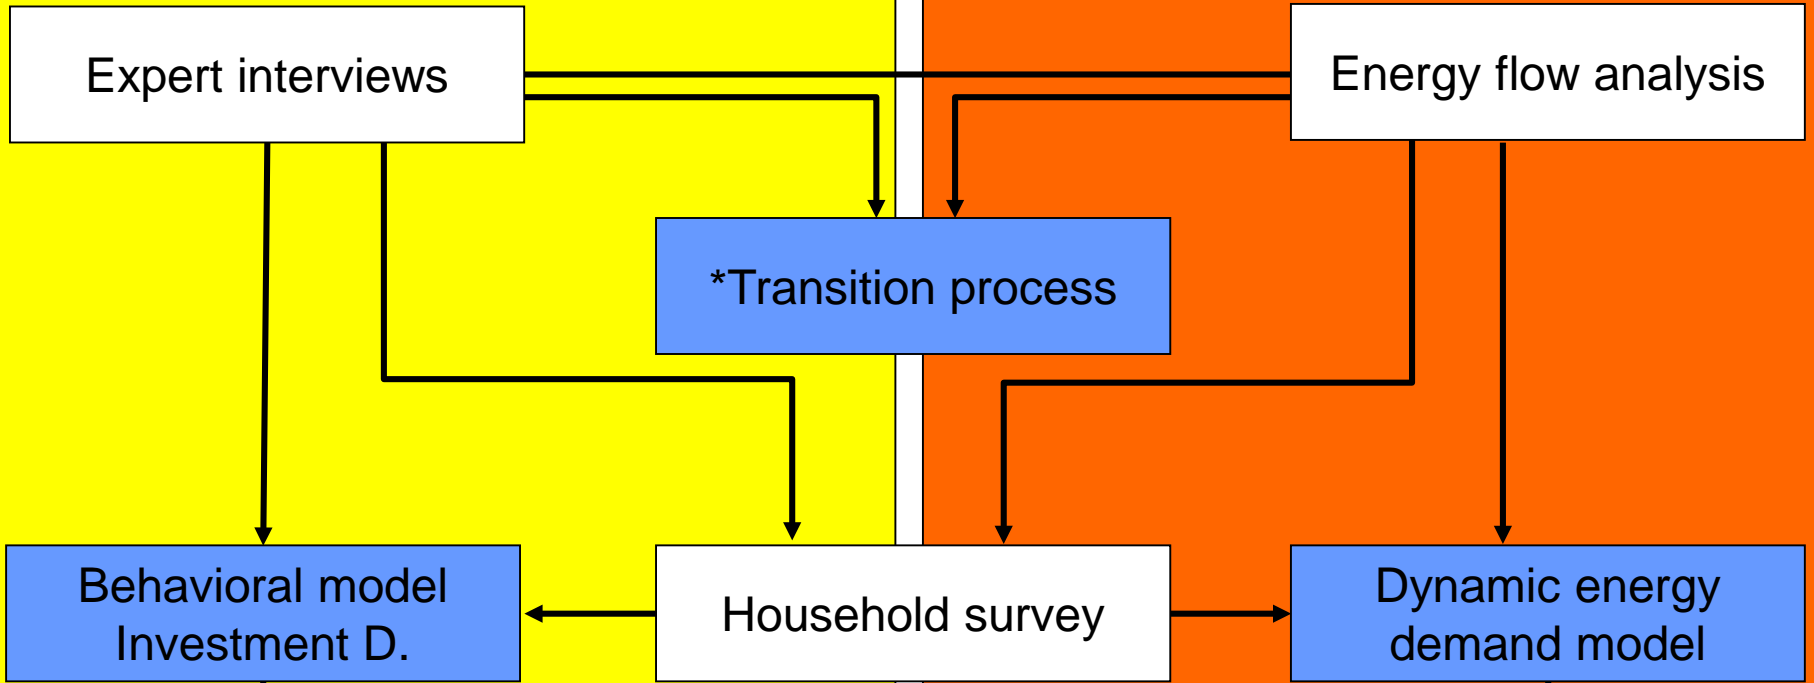 Expert interviews
Energy flow analysis
*Transition process
Behavioral model
Investment D.
Household survey
Dynamic energy
demand model